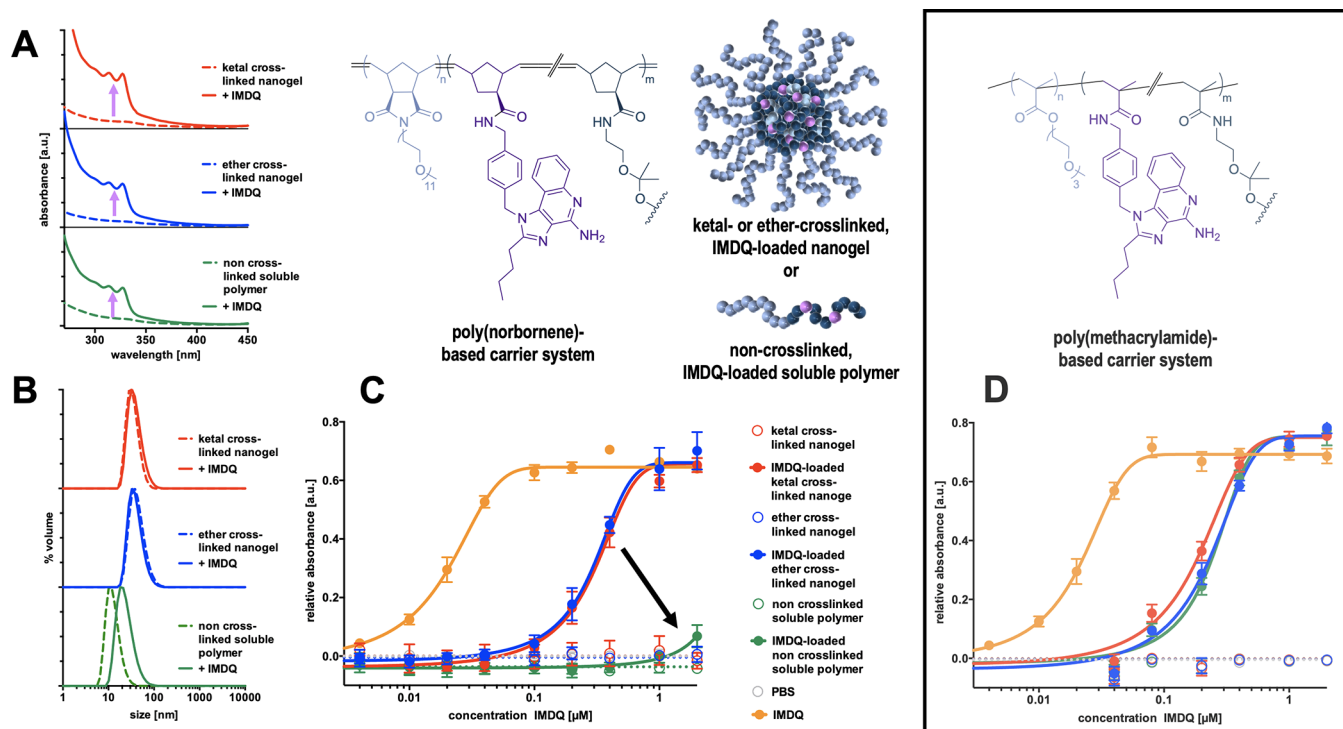 A
ketal cross-
linked nanogel
+ IMDQ
ether cross-
linked nanogel
+ IMDQ
non cross-
linked soluble
polymer
+ IMDQ
absorbance [a.u.]
300
350
400
450
wavelength [nm]
n
m
O
N
O
O
11
O
NH
N
N
N
NH2
O
NH
O
O
poly(norbornene)-
based carrier system
ketal- or ether-crosslinked,
IMDQ-loaded nanogel
or
non-crosslinked,
IMDQ-loaded soluble polymer
n
m
O
O
O
3
O
NH
N
N
N
NH2
O
NH
O
O
poly(methacrylamide)-
based carrier system
B
ketal cross-
linked nanogel
+ IMDQ
ether cross-
linked nanogel
+ IMDQ
non cross-
linked soluble
polymer
+ IMDQ
% volume
1
10
100
1000
10000
size [nm]
C
0.8
0.6
0.4
0.2
0.0
relative absorbance [a.u.]
0.01
0.1
1
concentration IMDQ [µM]
ketal cross-
linked nanogel
IMDQ-loaded
ketal cross-
linked nanoge
ether cross-
linked nanogel
IMDQ-loaded
ether cross-
linked nanogel
non crosslinked
soluble polymer
IMDQ-loaded
non crosslinked
soluble polymer
PBS
IMDQ
D
0.8
0.6
0.4
0.2
0.0
relative absorbance [a.u.]
0.01
0.1
1
concentration IMDQ [µM]